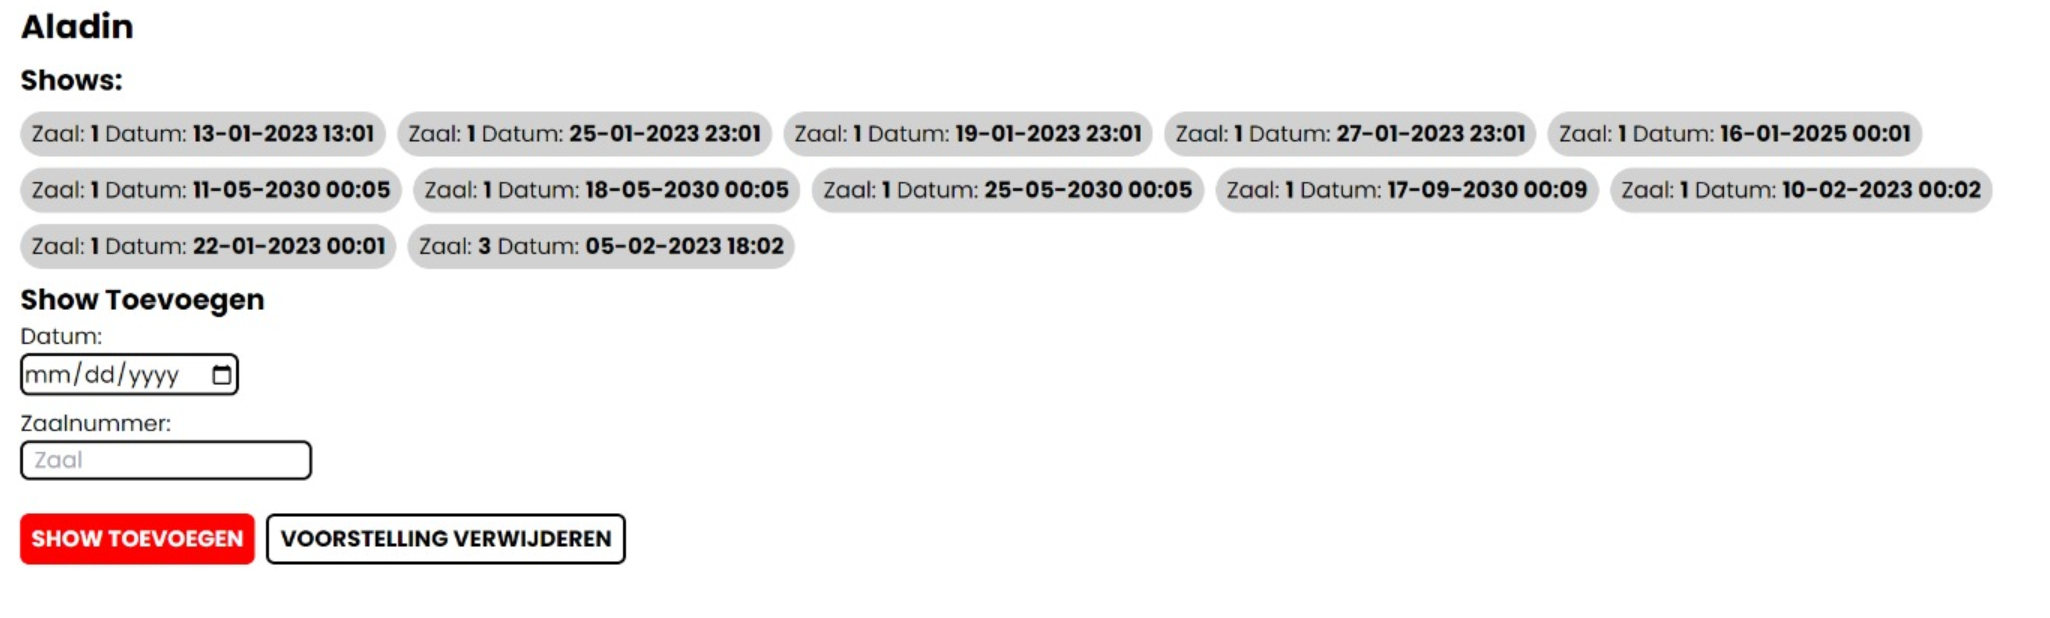 Aladin
Shows:
Zaal: 1 Datum: 13-01-2023 13:01 Zaal: 1 Datum: 25-01-2023 23:01 Zaal: 1 Datum: 19-01-2023 23:01 Zaal: 1 Datum: 27-01-2023 23:01 Zaal: 1 Datum: 16-01-2025 00:01
Zaal: 1 Datum: 11-05-2030 00:05 Zaal: 1 Datum: 18-05-2030 00:05 Zaal: 1 Datum: 25-05-2030 00:05 Zaal: 1 Datum: 17-09-2030 00:09 Zaal: 1 Datum: 10-02-2023 00:02
Zaal: 1 Datum: 22-01-2023 00:01 Zaal: 3 Datum: 05-02-2023 18:02
Show Toevoegen
Datum:
mm/dd/yyyy
Zaalnummer:
Zaal
SHOW TOEVOEGEN VOORSTELLING VERWIJDEREN